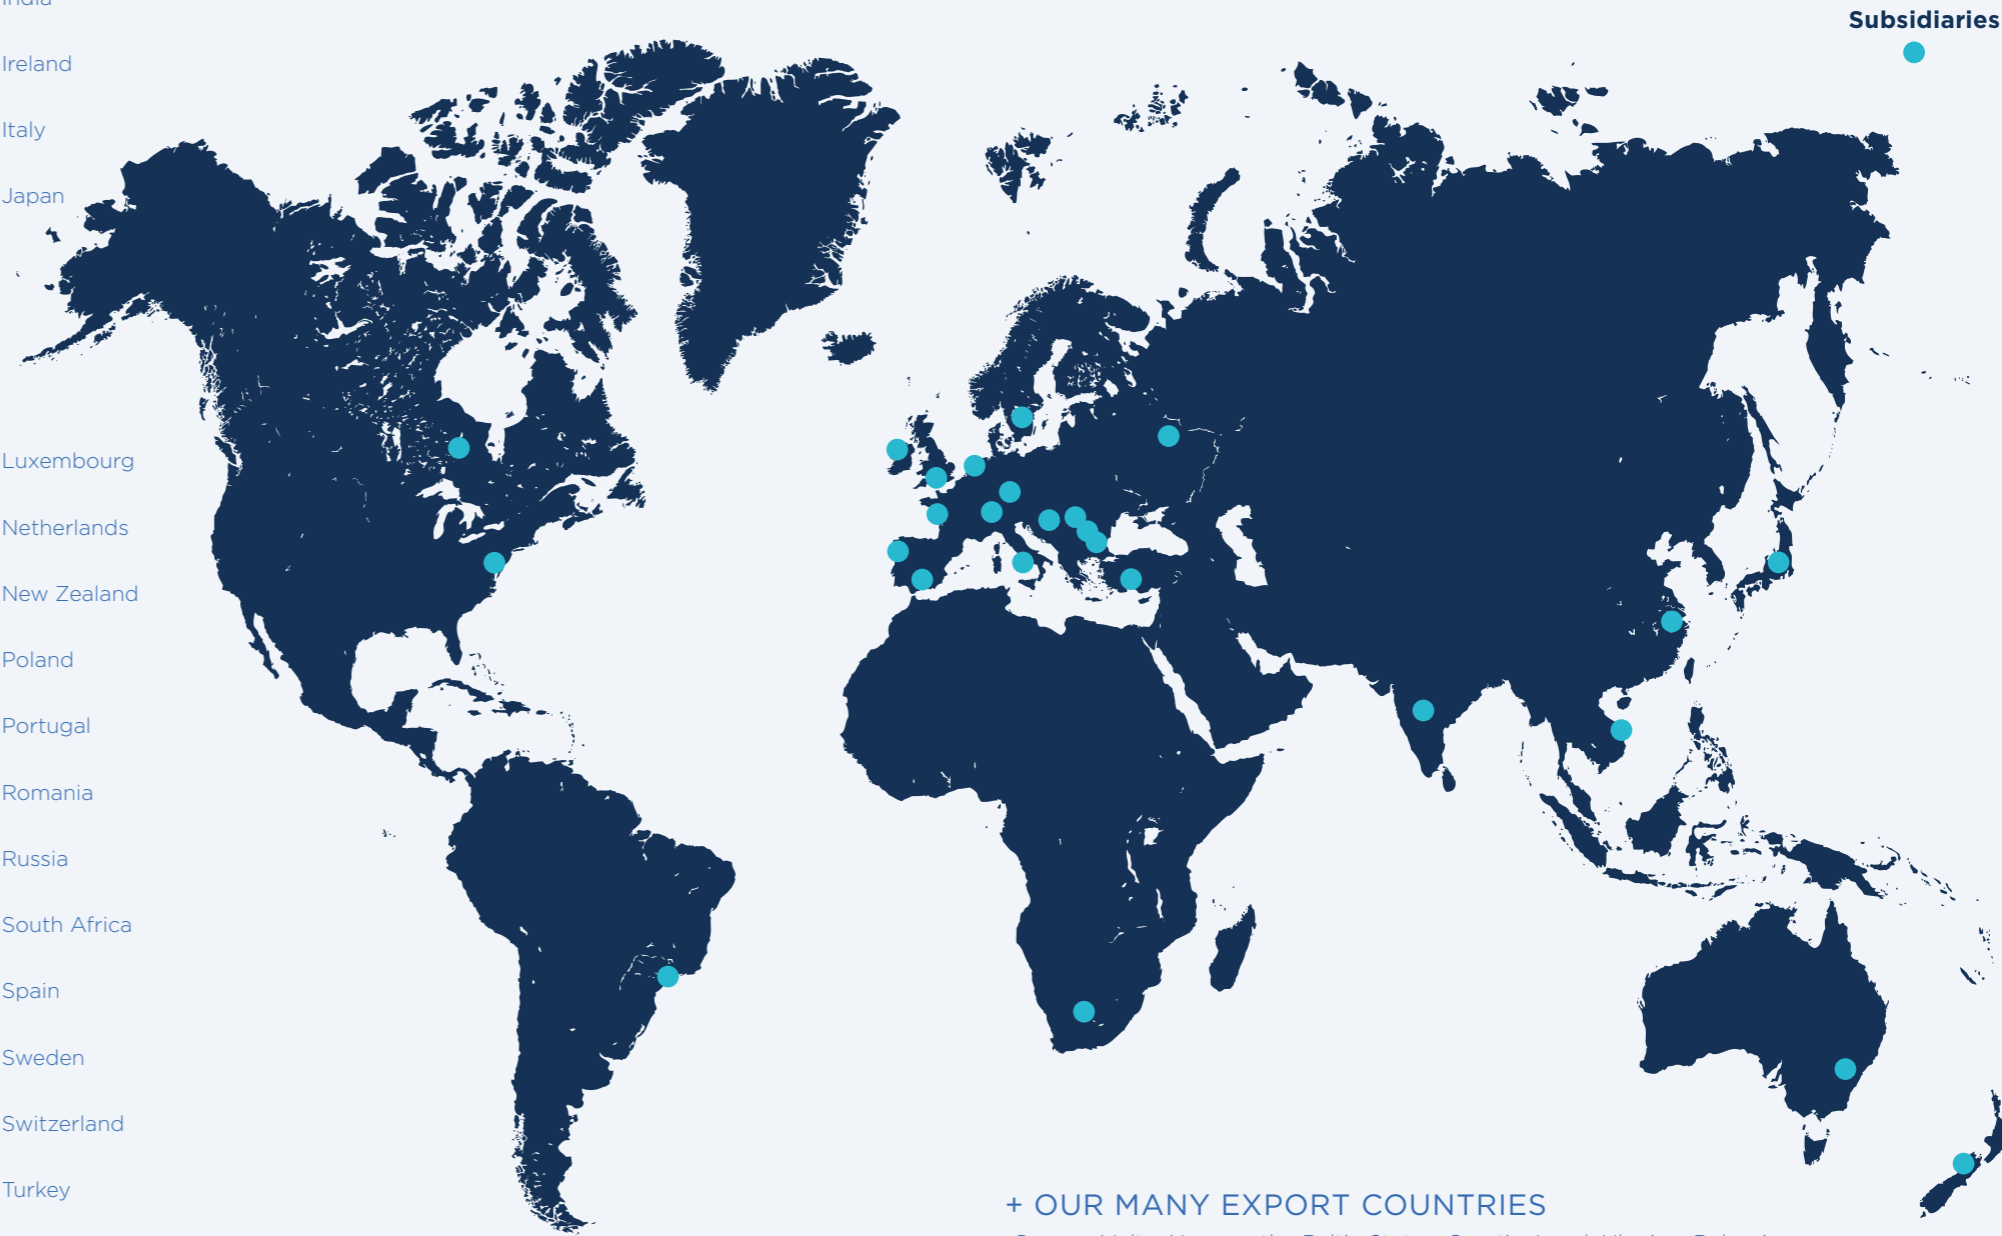 India
Subsidiaries
Ireland
Italy
Japan
Luxembourg
Netherlands
New Zealand
Poland
Portugal
Romania
Russia
South Africa
Spain
Sweden
Switzerland
Turkey
+ OUR MANY EXPORT COUNTRIES